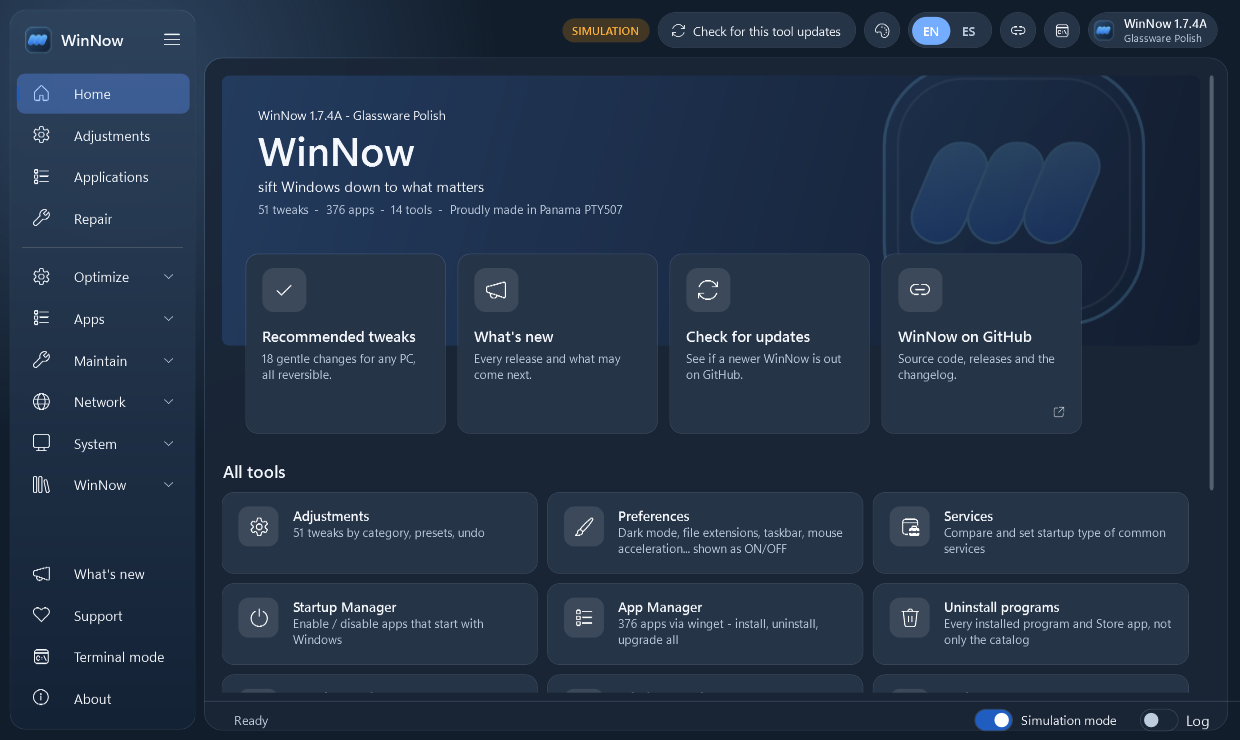 WinNow
Home
Adjustments
Applications
Repair
Optimize
Apps
Maintain
Network
System
WinNow
What's new
Support
Terminal mode
About
SIMULATION
Check for this tool updates
EN
ES
WinNow 1.7.4A
Glassware Polish
WinNow 1.7.4A - Glassware Polish
WinNow
sift Windows down to what matters
51 tweaks - 376 apps - 14 tools - Proudly made in Panama PTY507
Recommended tweaks
18 gentle changes for any PC,
all reversible.
What's new
Every release and what may
come next.
Check for updates
See if a newer WinNow is out
on GitHub.
WinNow on GitHub
Source code, releases and the
changelog.
All tools
Adjustments
51 tweaks by category, presets, undo
Preferences
Dark mode, file extensions, taskbar, mouse
acceleration... shown as ON/OFF
Services
Compare and set startup type of common
services
Startup Manager
Enable / disable apps that start with
Windows
App Manager
376 apps via winget - install, uninstall,
upgrade all
Uninstall programs
Every installed program and Store app, not
only the catalog
Ready
Simulation mode
Log